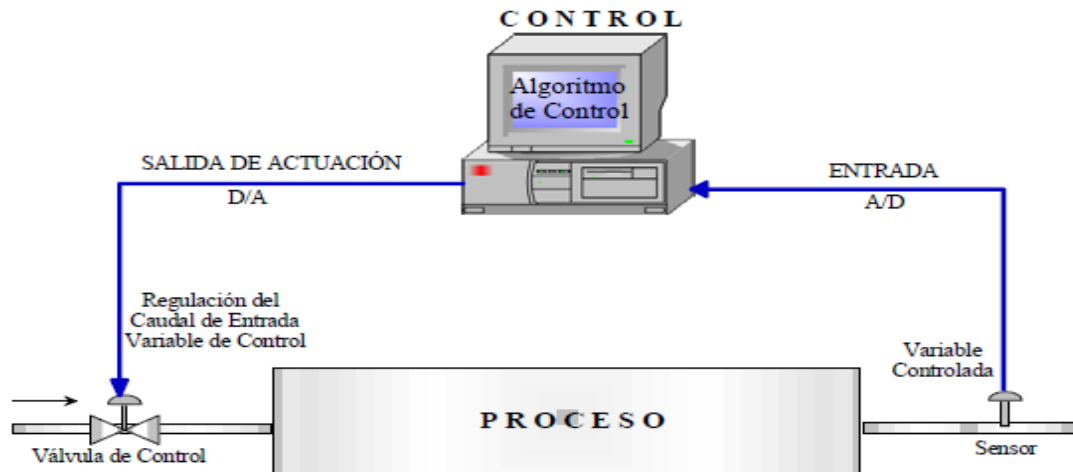 CONTROL
Algoritmo
de Control
SALIDA DE ACTUACIÓN
D/A
ENTRADA
A/D
Regulación del
Caudal de Entrada
Variable de Control
Variable
Controlada
PROCESO
Válvula de Control
Sensor